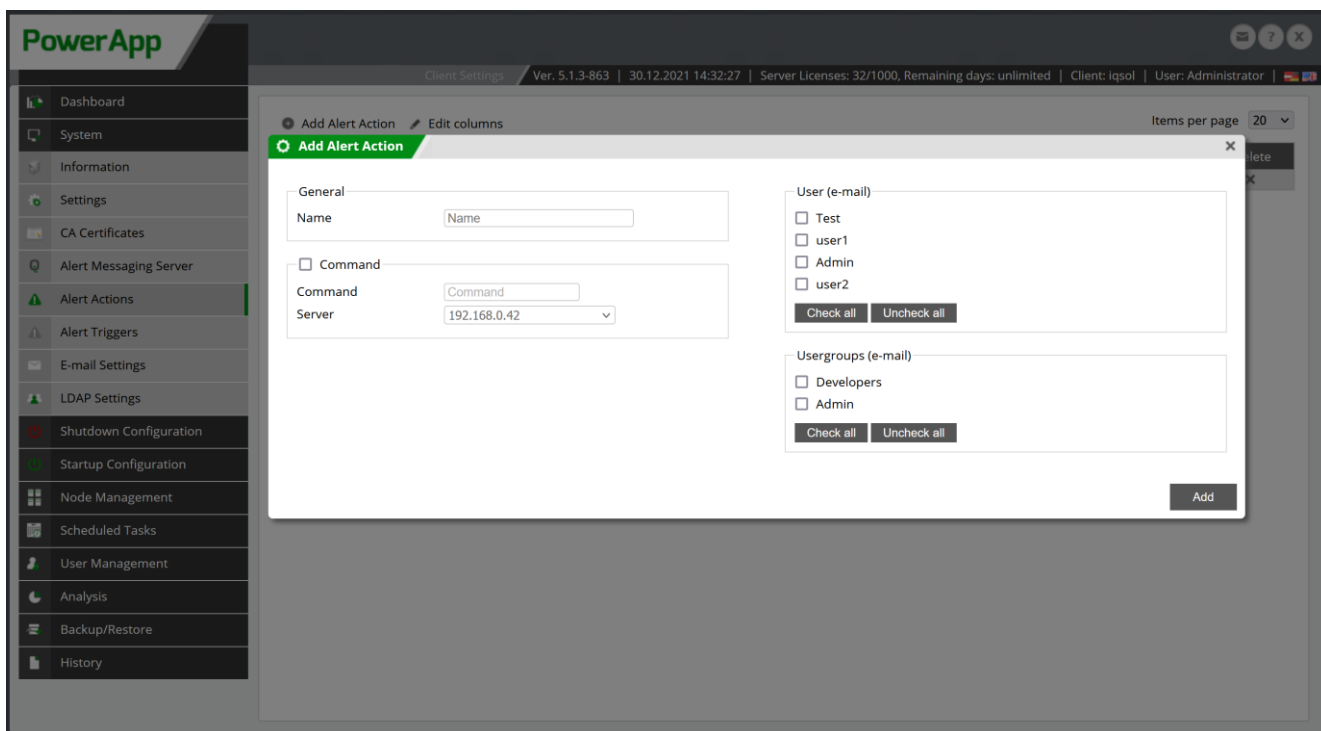 PowerApp
Client Settings Ver. 5.1.3-863 | 30.12.2021 14:32:27 | Server Licenses: 32/1000, Remaining days: unlimited | Client: iqsol | User: Administrator |
Dashboard
System
Information
Settings
CA Certificates
Alert Messaging Server
Alert Actions
Alert Triggers
E-mail Settings
LDAP Settings
Shutdown Configuration
Startup Configuration
Node Management
Scheduled Tasks
User Management
Analysis
Backup/Restore
History
Add Alert Action Edit columns
Items per page 20
elete
Add Alert Action
General
Name Name
Command
Command Command
Server 192.168.0.42
User (e-mail)
Test
user1
Admin
user2
Check all Uncheck all
Usergroups (e-mail)
Developers
Admin
Check all Uncheck all
Add